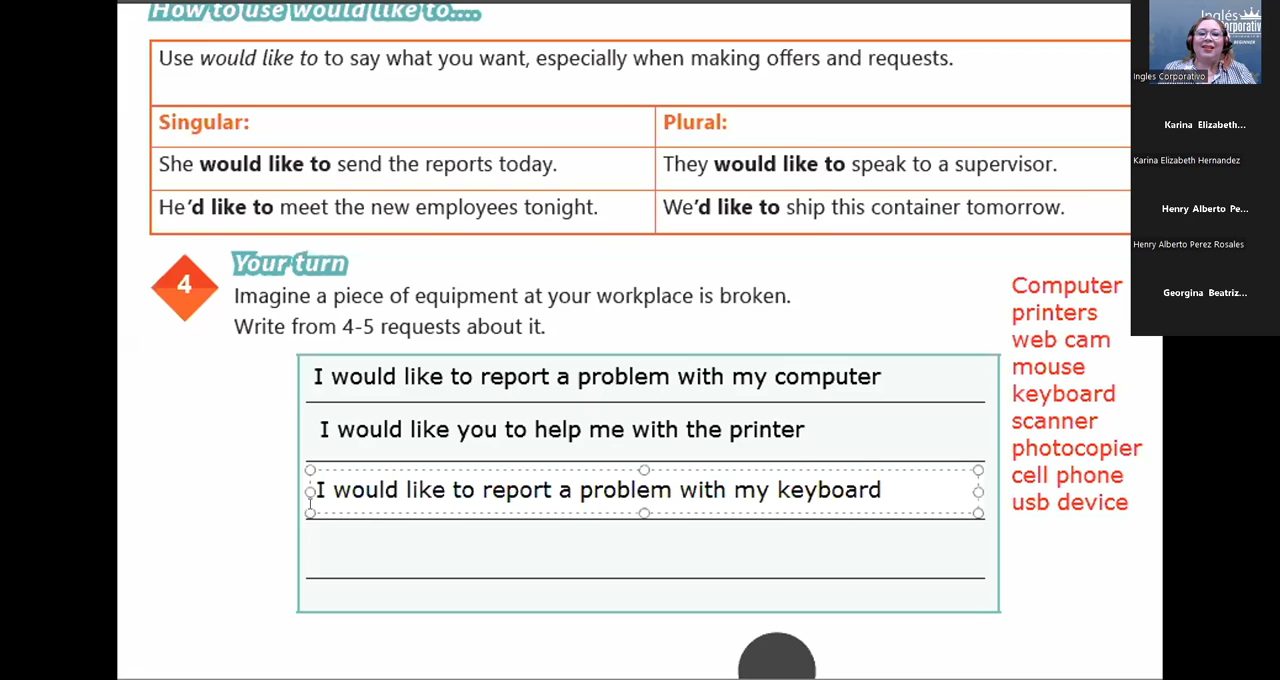 How to use would like to....
Use would like to to say what you want, especially when making offers and requests.
Singular:
Plural:
She would like to send the reports today.
They would like to speak to a supervisor.
He'd like to meet the new employees tonight.
We'd like to ship this container tomorrow.
4
Your turn
Imagine a piece of equipment at your workplace is broken.
Write from 4-5 requests about it.
I would like to report a problem with my computer
I would like you to help me with the printer
I would like to report a problem with my keyboard
Computer
printers
web cam
mouse
keyboard
scanner
photocopier
cell phone
usb device
Inglés
Corporativo
BEGINNER
Ingles Corporativo
Karina Elizabeth...
Karina Elizabeth Hernandez
Henry Alberto Pe...
Henry Alberto Perez Rosales
Georgina Beatriz...